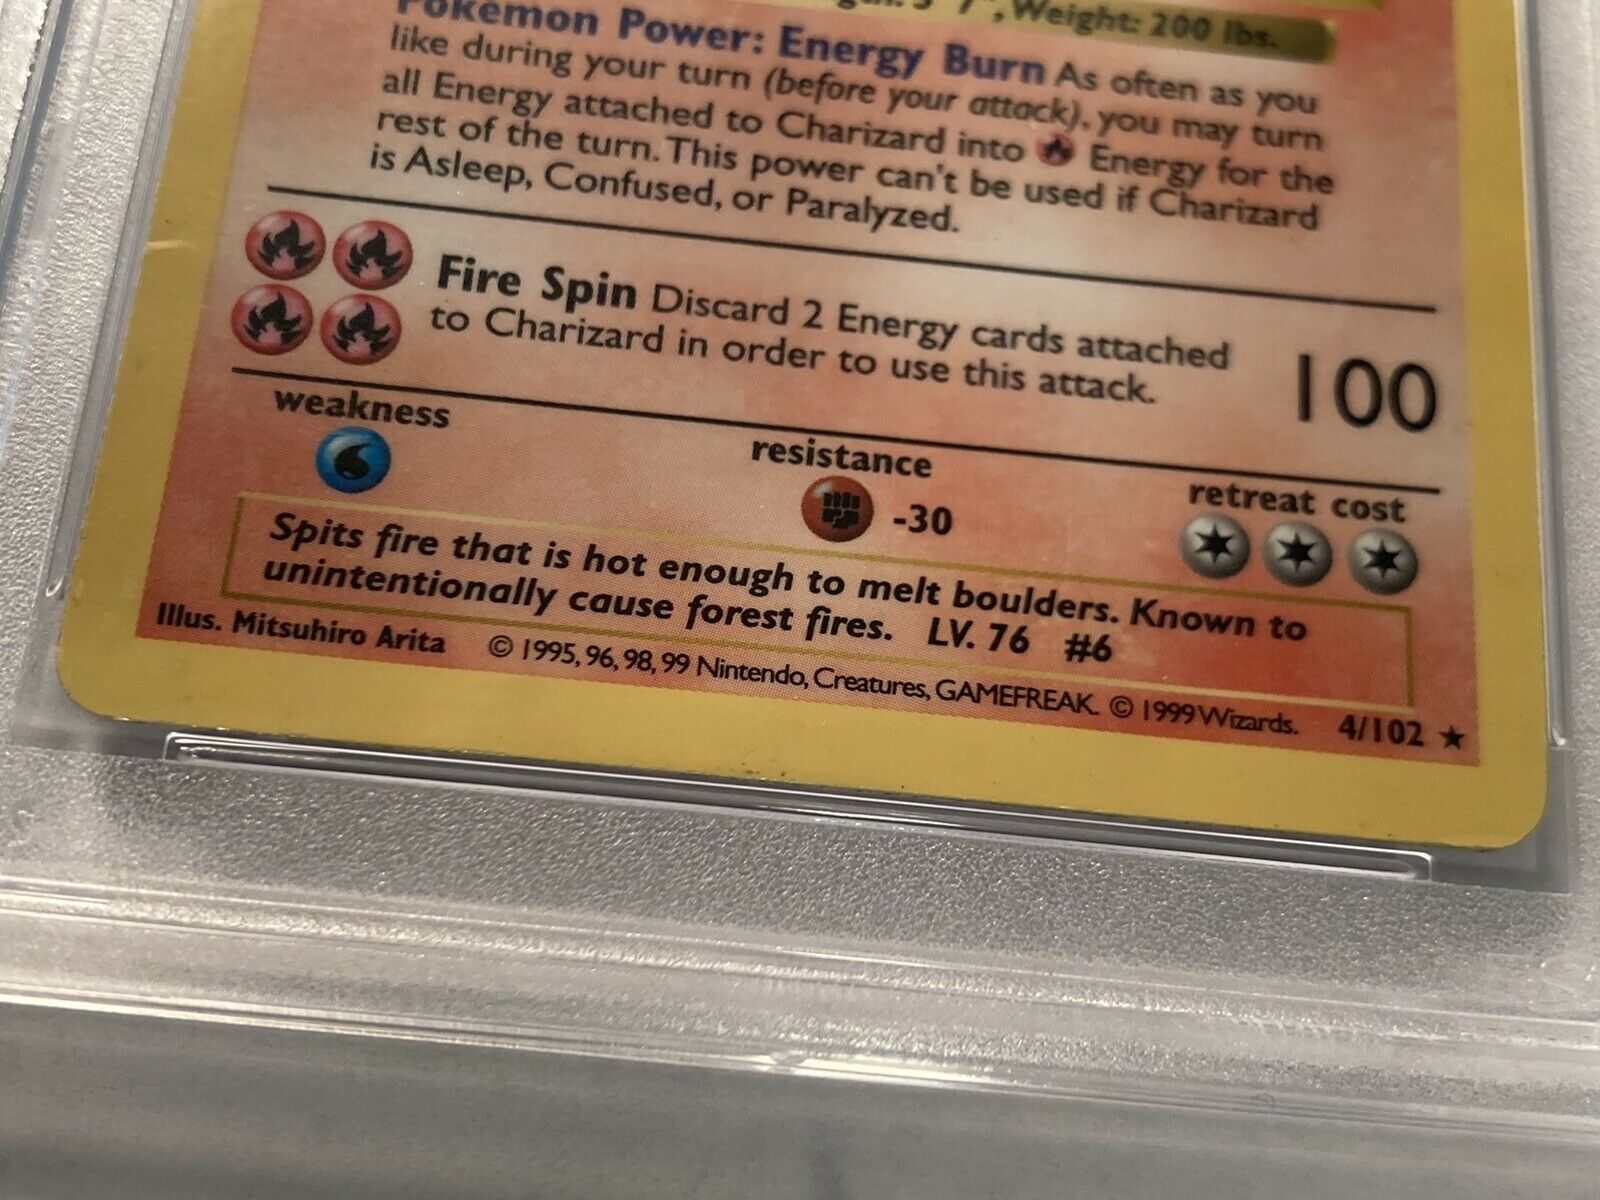 Weight: 200 lbs.
Pokémon Power: Energy Burn As often as you
like during your turn (before your attack), you may turn
all Energy attached to Charizard into Energy for the
rest of the turn. This power can't be used if Charizard
is Asleep, Confused, or Paralyzed.
Fire Spin Discard 2 Energy cards attached
to Charizard in order to use this attack.
100
weakness
resistance
-30
retreat cost
Spits fire that is hot enough to melt boulders. Known to
unintentionally cause forest fires. LV. 76 #6
Illus. Mitsuhiro Arita © 1995, 96, 98, 99 Nintendo, Creatures, GAMEFREAK. © 1999 Wizards. 4/102 ★